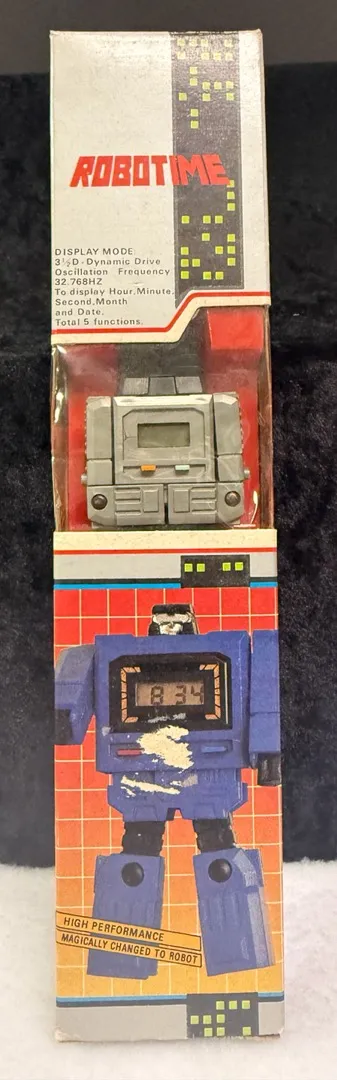 ROBOTIME
DISPLAY MODE
3½D-Dynamic Drive
Oscillation Frequency
32.768HZ
To display Hour, Minute.
Second, Month
and Date.
Total 5 functions.
8 34
HIGH PERFORMANCE
MAGICALLY CHANGED TO ROBOT